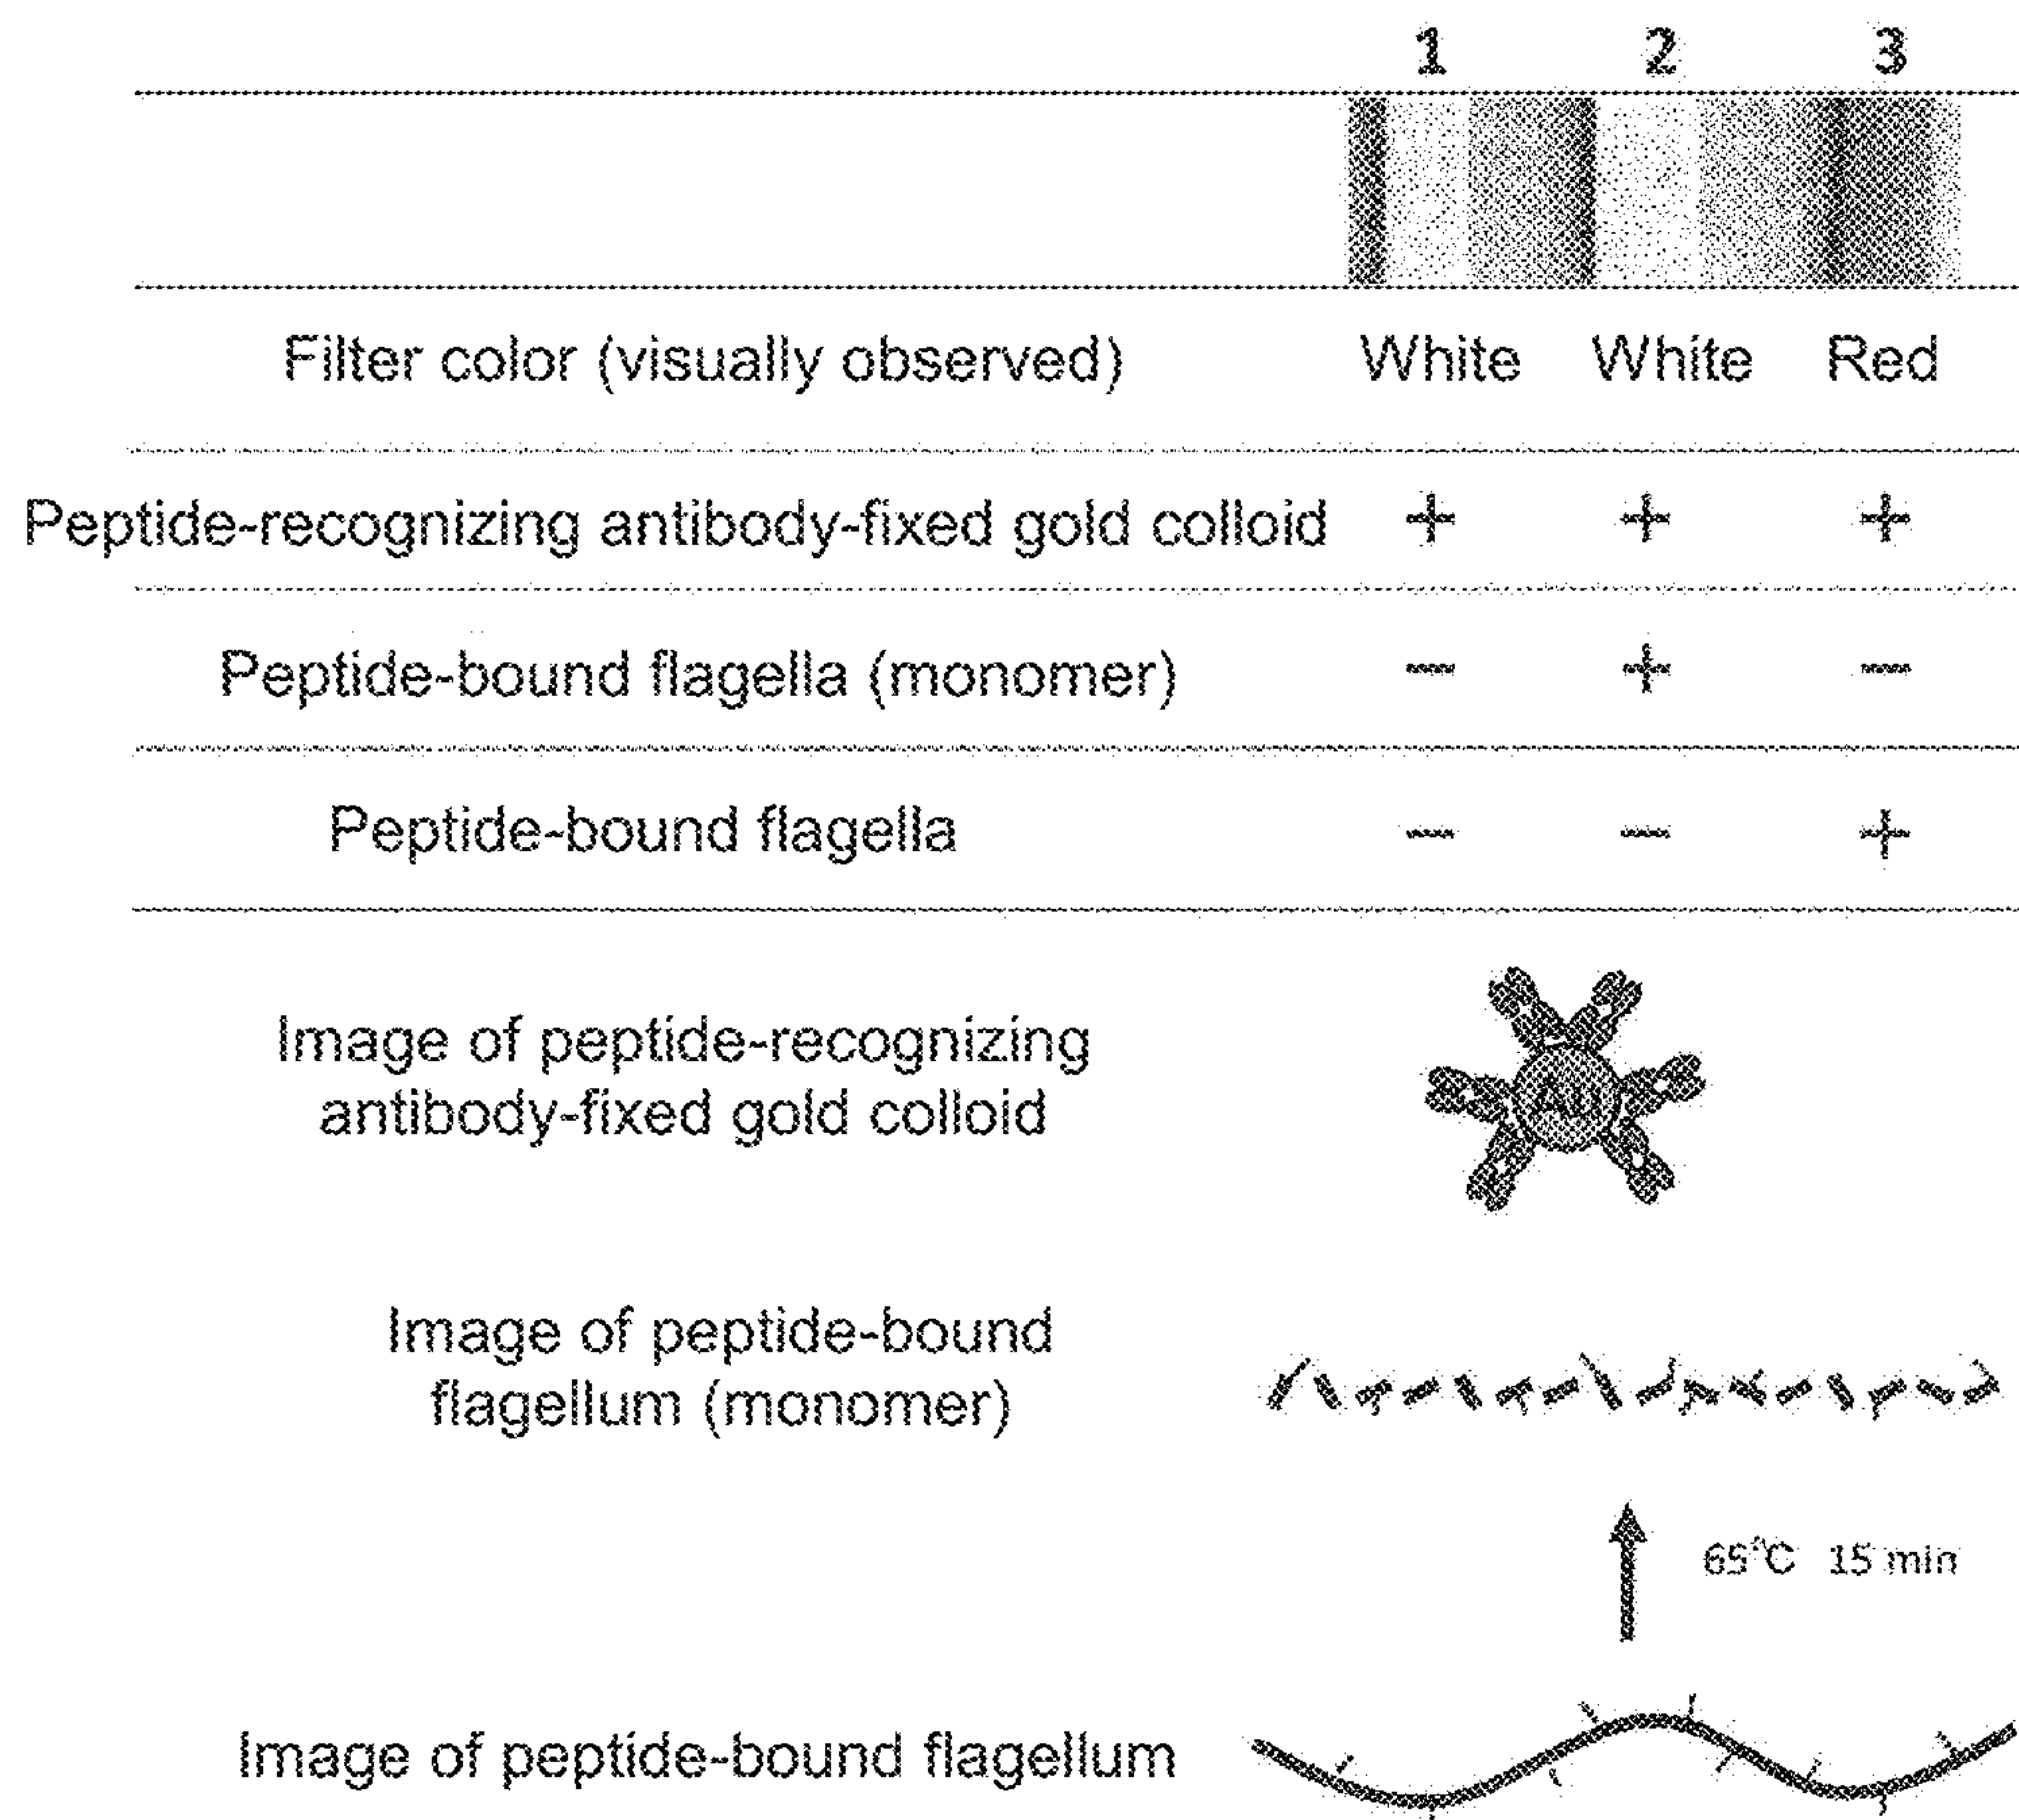 1 2 3
Filter color (visually observed) White White Red
Peptide-recognizing antibody-fixed gold colloid + + +
Peptide-bound flagella (monomer) − + −
Peptide-bound flagella − − +
Image of peptide-recognizing
antibody-fixed gold colloid
Au
Image of peptide-bound
flagellum (monomer)
65°C 15 min
Image of peptide-bound flagellum